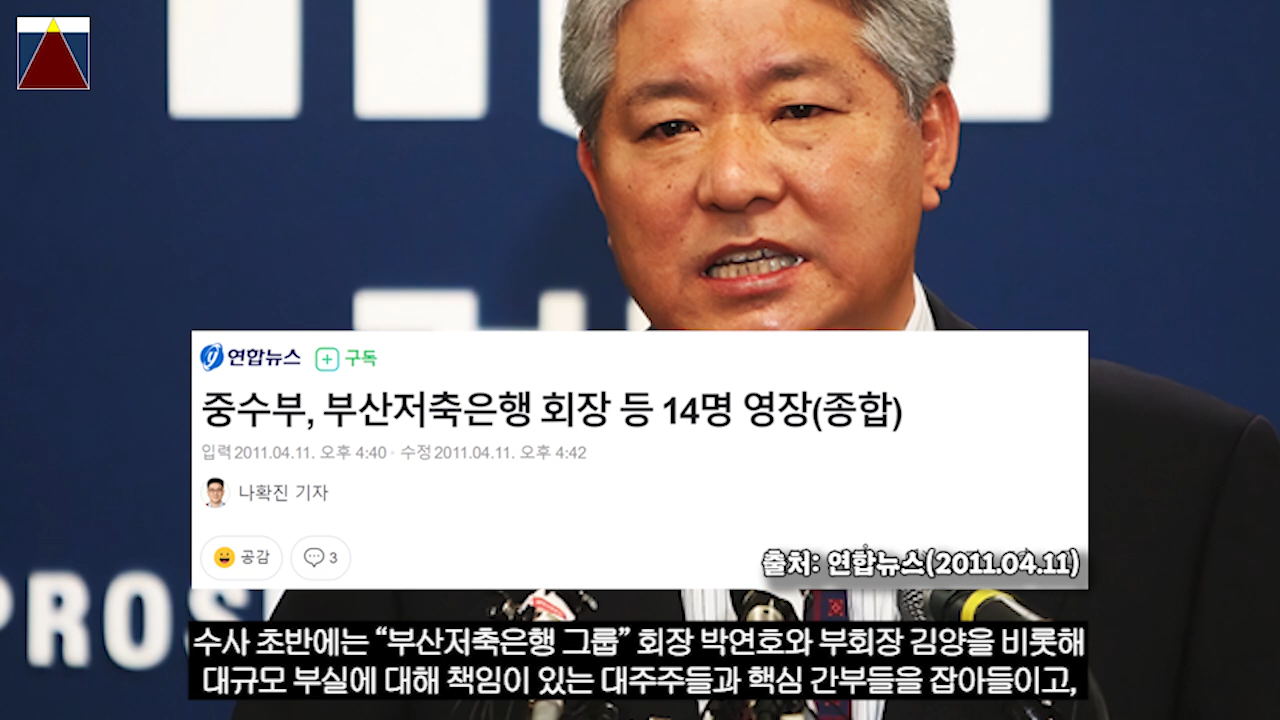 PROS
연합뉴스 구독
중수부, 부산저축은행 회장 등 14명 영장(종합)
입력 2011.04.11. 오후 4:40 · 수정 2011.04.11. 오후 4:42
나확진 기자
공감 3
출처: 연합뉴스(2011.04.11)
수사 초반에는 “부산저축은행 그룹” 회장 박연호와 부회장 김양을 비롯해
대규모 부실에 대해 책임이 있는 대주주들과 핵심 간부들을 잡아들이고,